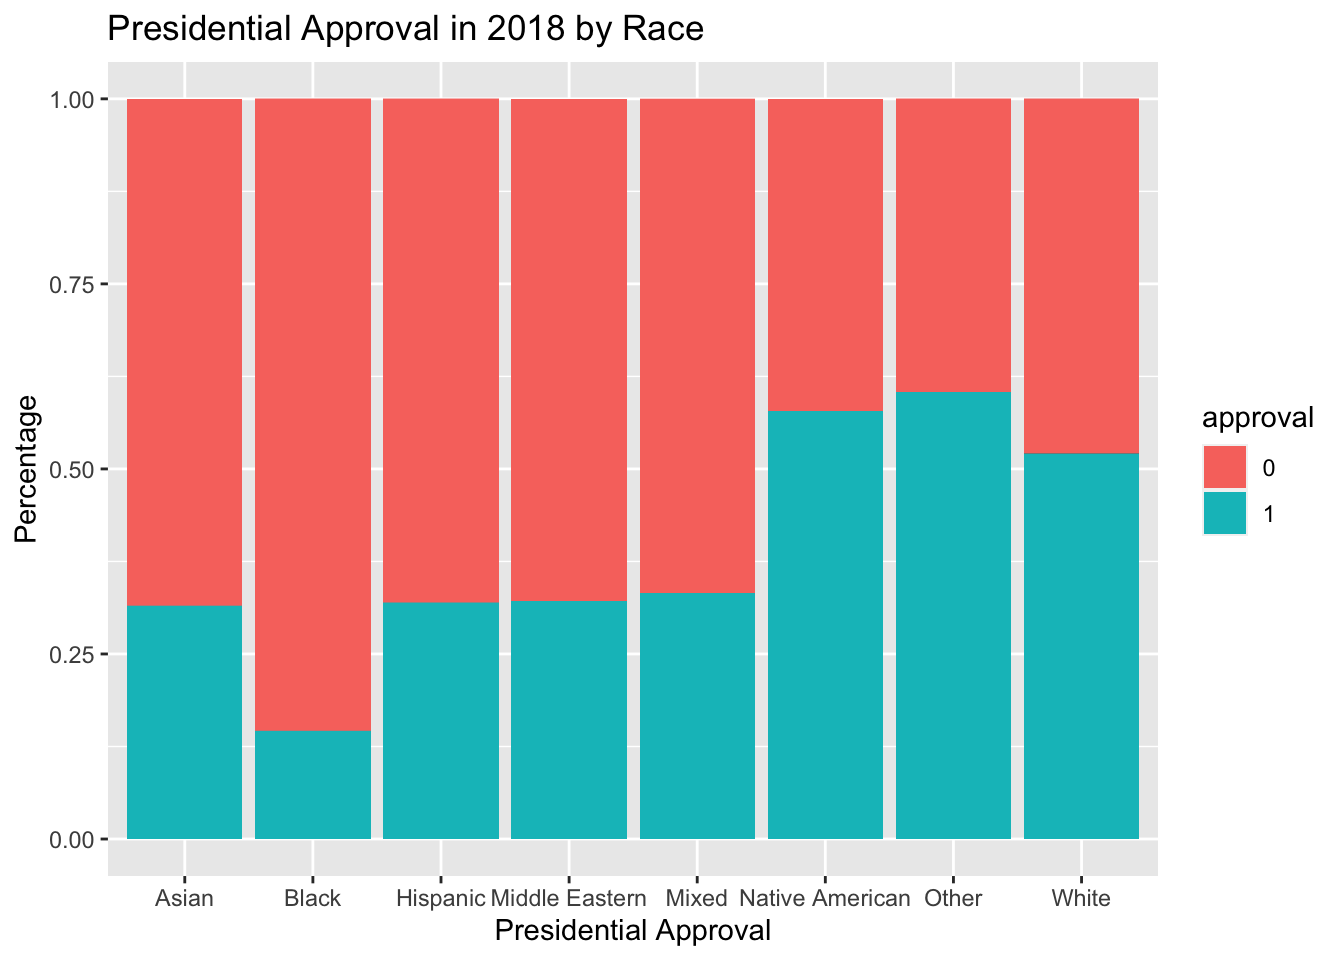 Presidential Approval in 2018 by Race
Percentage
1.00
0.75
0.50
0.25
0.00
Asian Black Hispanic Middle Eastern Mixed Native American Other White
Presidential Approval
approval
0
1